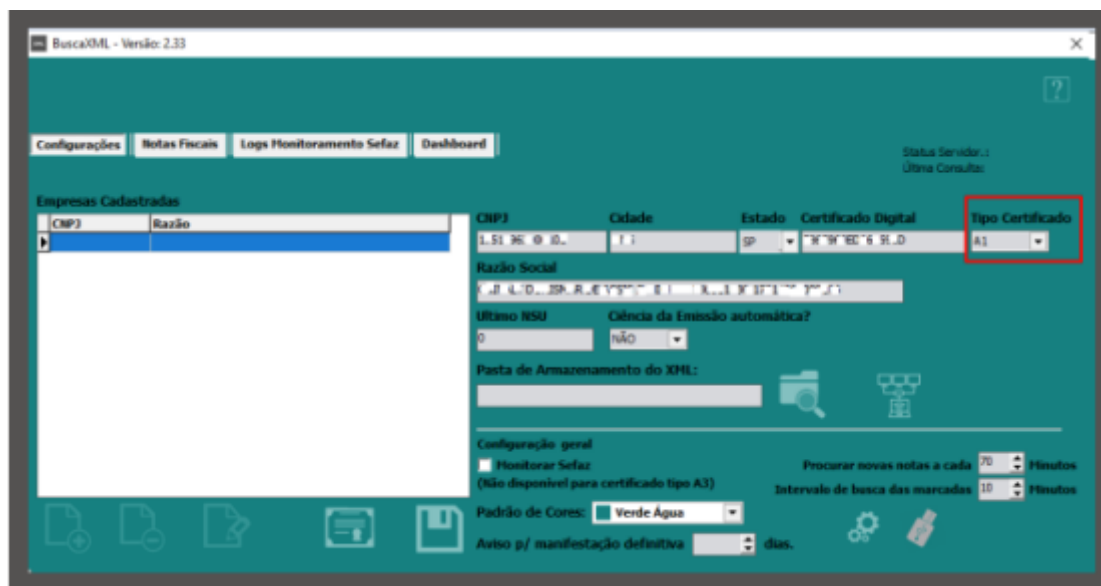 BuscaXML - Versão: 2.33
?
Configurações Notas Fiscais Logs Monitoramento Sefaz Dashboard
Status Servidor.:
Última Consulta:
Empresas Cadastradas
CNPJ Razão
CNPJ Cidade Estado Certificado Digital Tipo Certificado
SP A1
Razão Social
Ultimo NSU Ciência da Emissão automática?
0 NÃO
Pasta de Armazenamento do XML:
Configuração geral
Monitorar Sefaz
Procurar novas notas a cada 70 Minutos
(Não disponivel para certificado tipo A3)
Intervalo de busca das marcadas 10 Minutos
Padrão de Cores: Verde Água
Aviso p/ manifestação definitiva dias.